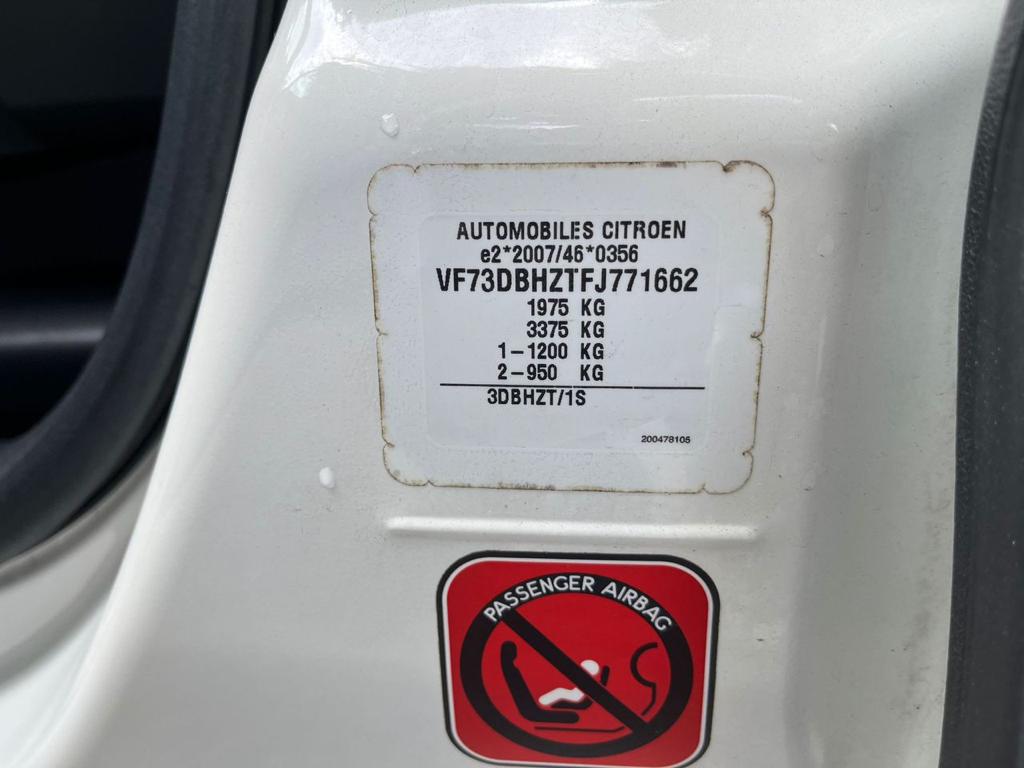 AUTOMOBILES CITROEN
e2*2007/46*0356
VF73DBHZTFJ771662
1975 KG
3375 KG
1-1200 KG
2-950 KG
3DBHZT/1S
200478105
PASSENGER AIRBAG